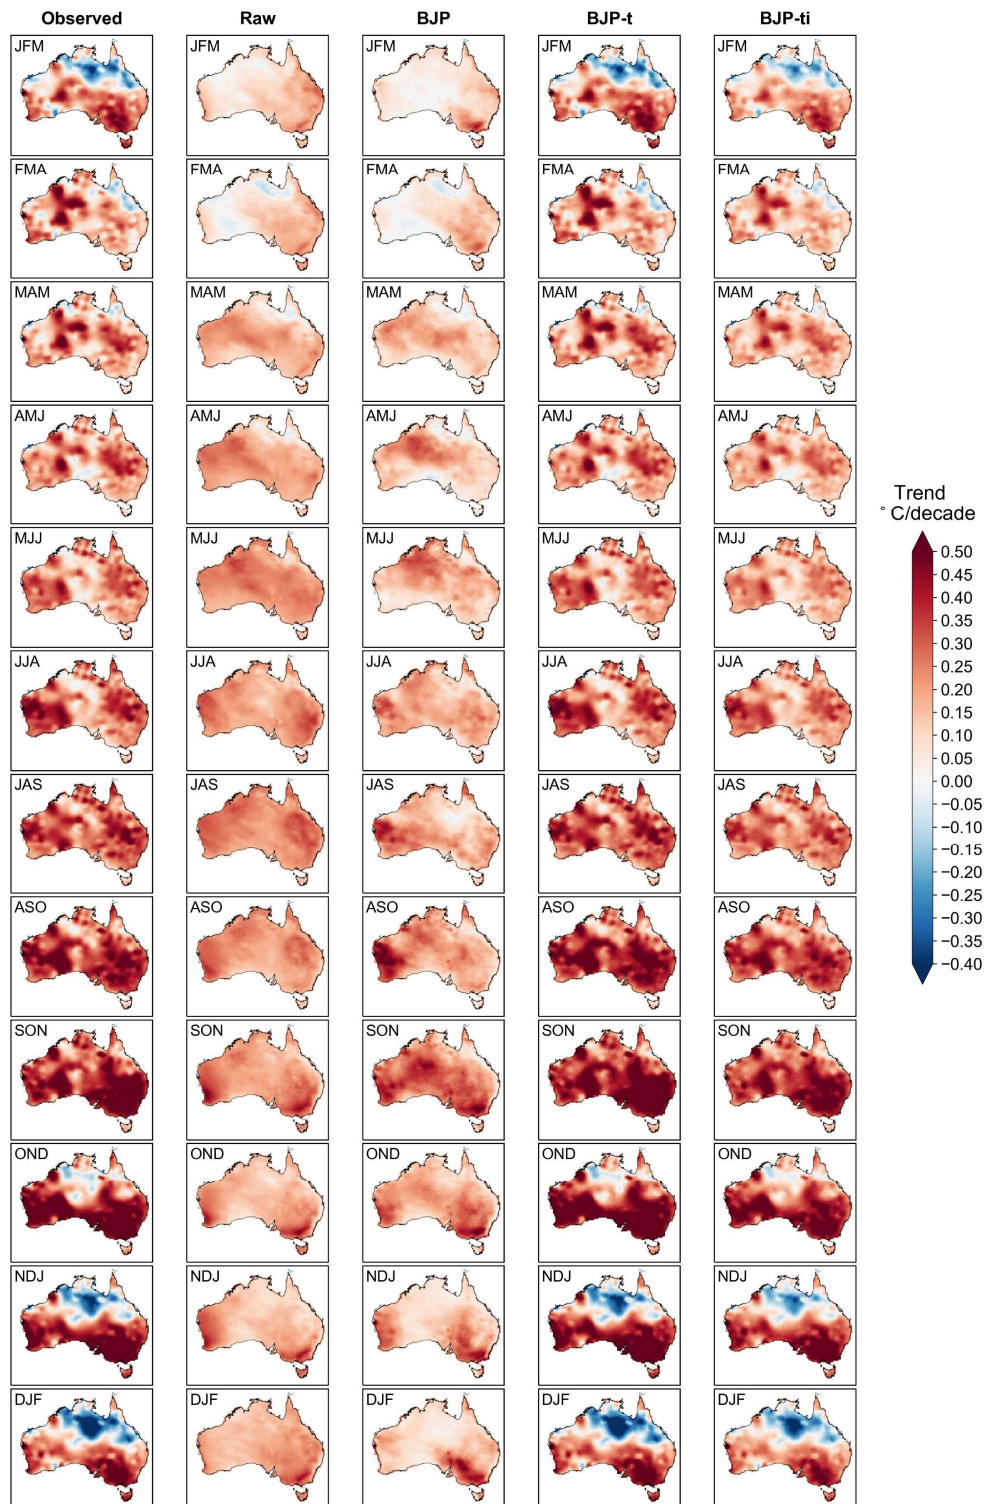 Observed Raw BJP BJP-t BJP-ti
JFM JFM JFM JFM JFM
FMA FMA FMA FMA FMA
MAM MAM MAM MAM MAM
AMJ AMJ AMJ AMJ AMJ
MJJ MJJ MJJ MJJ MJJ
JJA JJA JJA JJA JJA
JAS JAS JAS JAS JAS
ASO ASO ASO ASO ASO
SON SON SON SON SON
OND OND OND OND OND
NDJ NDJ NDJ NDJ NDJ
DJF DJF DJF DJF DJF
Trend
°C/decade
0.50
0.45
0.40
0.35
0.30
0.25
0.20
0.15
0.10
0.05
0.00
−0.05
−0.10
−0.15
−0.20
−0.25
−0.30
−0.35
−0.40